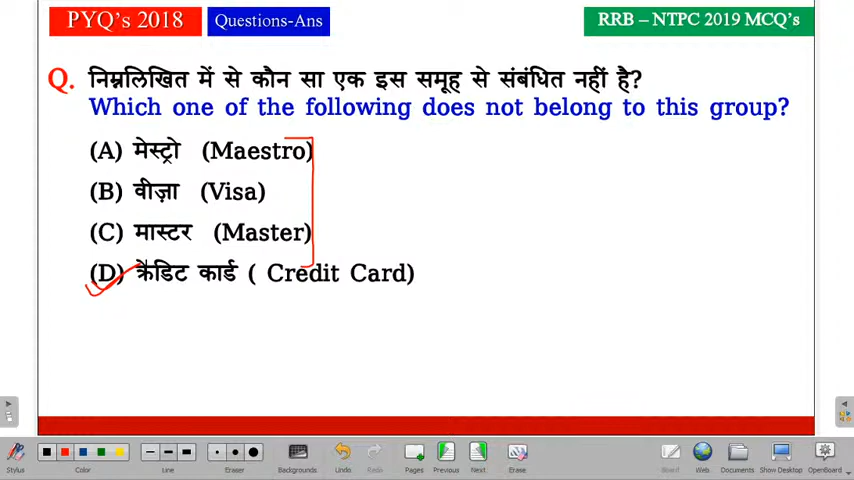 PYQ's 2018 Questions-Ans RRB – NTPC 2019 MCQ's
Q. निम्नलिखित में से कौन सा एक इस समूह से संबंधित नहीं है?
Which one of the following does not belong to this group?
(A) मेस्ट्रो (Maestro)
(B) वीज़ा (Visa)
(C) मास्टर (Master)
(D) क्रेडिट कार्ड ( Credit Card)
Stylus Color Line Eraser Backgrounds Undo Redo Pages Previous Next Erase Board Web Documents Show Desktop OpenBoard